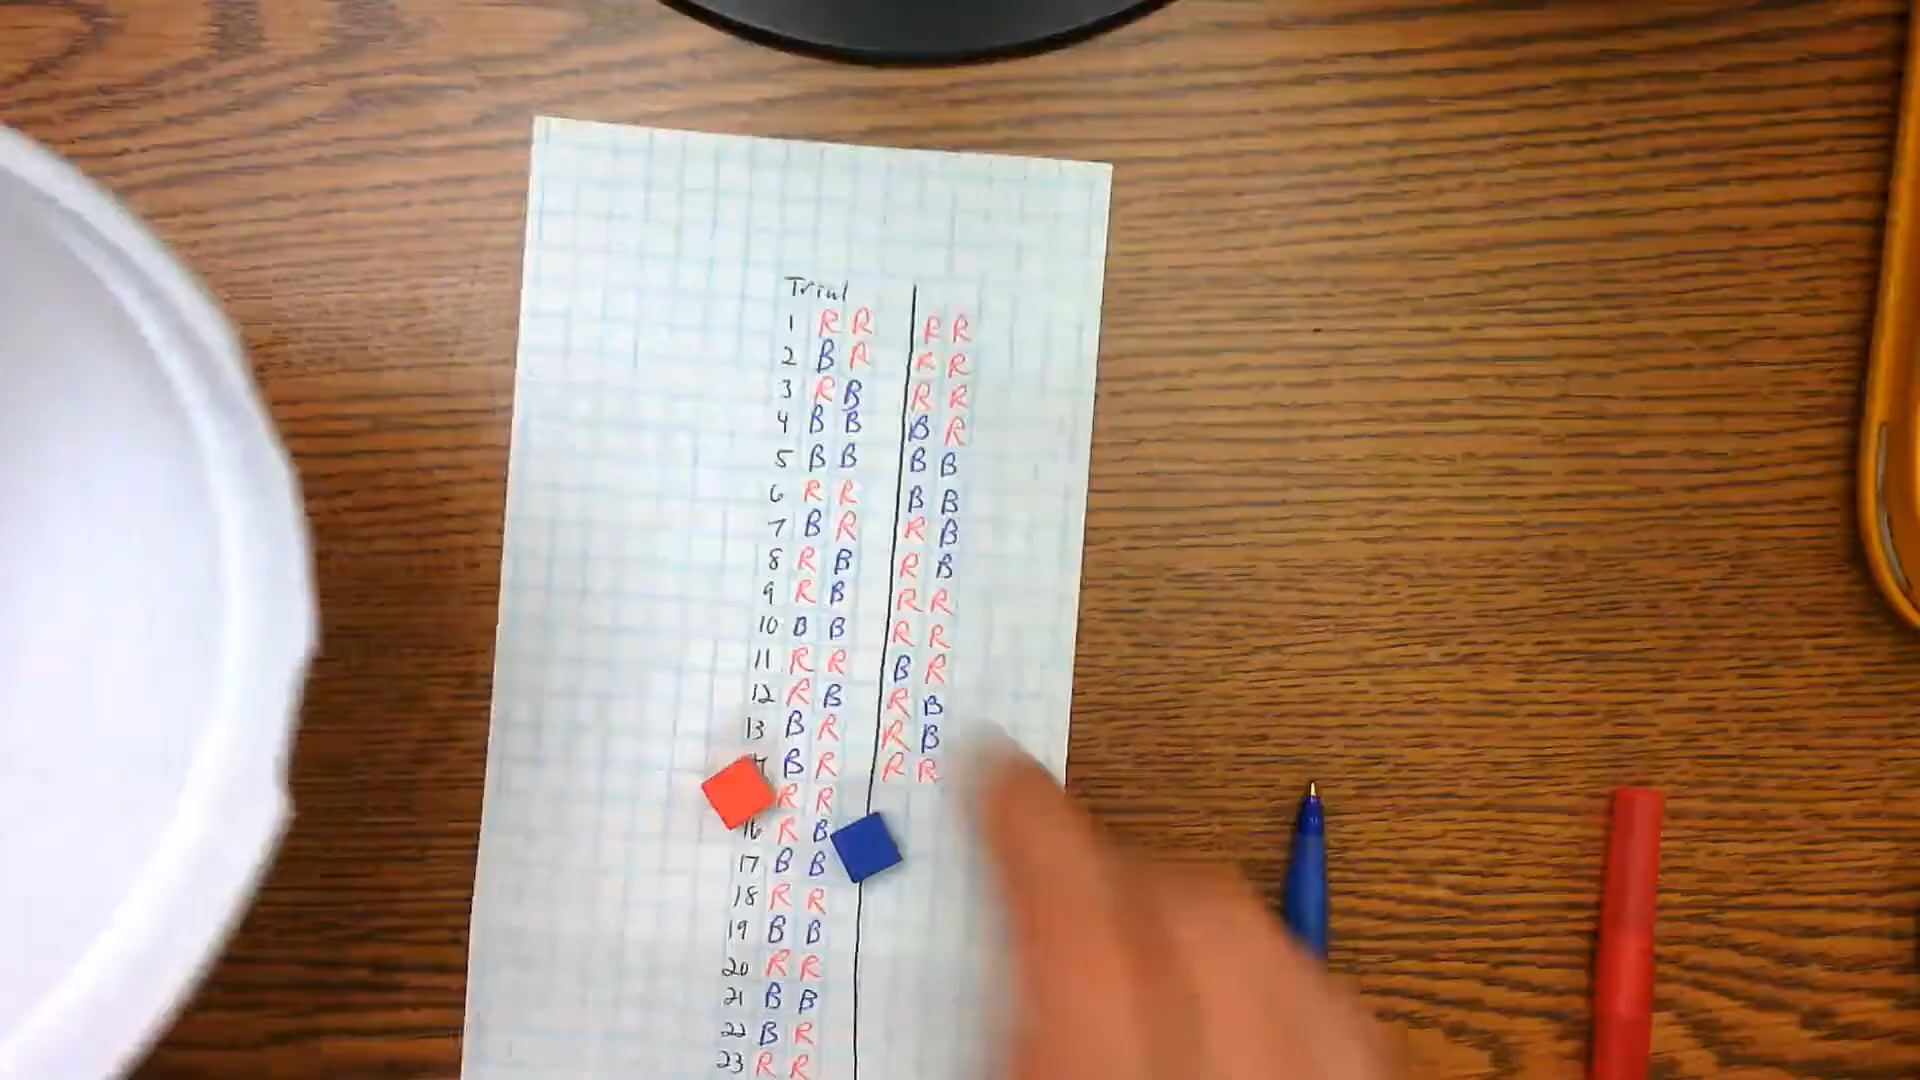 Trial
1 R R R R
2 B R R R
3 R B R R
4 B B B R
5 B B B B
6 R R B B
7 B R R B
8 R B R B
9 R B R R
10 B B R R
11 R R B R
12 R B R B
13 B R R B
B R R R
R R
16 R B
17 B B
18 R R
19 B B
20 R R
21 B B
22 B R
23 R R